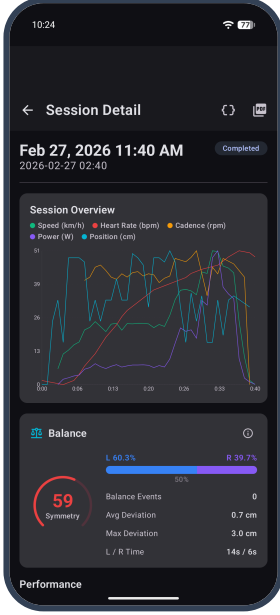 10:24
77
Session Detail
{} PDF
Feb 27, 2026 11:40 AM
Completed
2026-02-27 02:40
Session Overview
Speed (km/h) Heart Rate (bpm) Cadence (rpm)
Power (W) Position (cm)
51
39
26
13
0
0:00 0:06 0:13 0:20 0:26 0:33 0:40
Balance
L 60.3% R 39.7%
50%
59
Symmetry
Balance Events 0
Avg Deviation 0.7 cm
Max Deviation 3.0 cm
L / R Time 14s / 6s
Performance